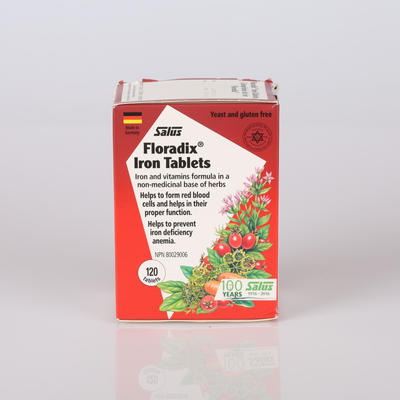 Yeast and gluten free
Made in
Germany
Salus
Floradix®
Iron Tablets
Iron and vitamins formula in a
non-medicinal base of herbs
Helps to form red blood
cells and helps in their
proper function.
Helps to prevent
iron deficiency
anemia.
NPN 80029006
120
tablets
100
YEARS
Salus
1916-2016